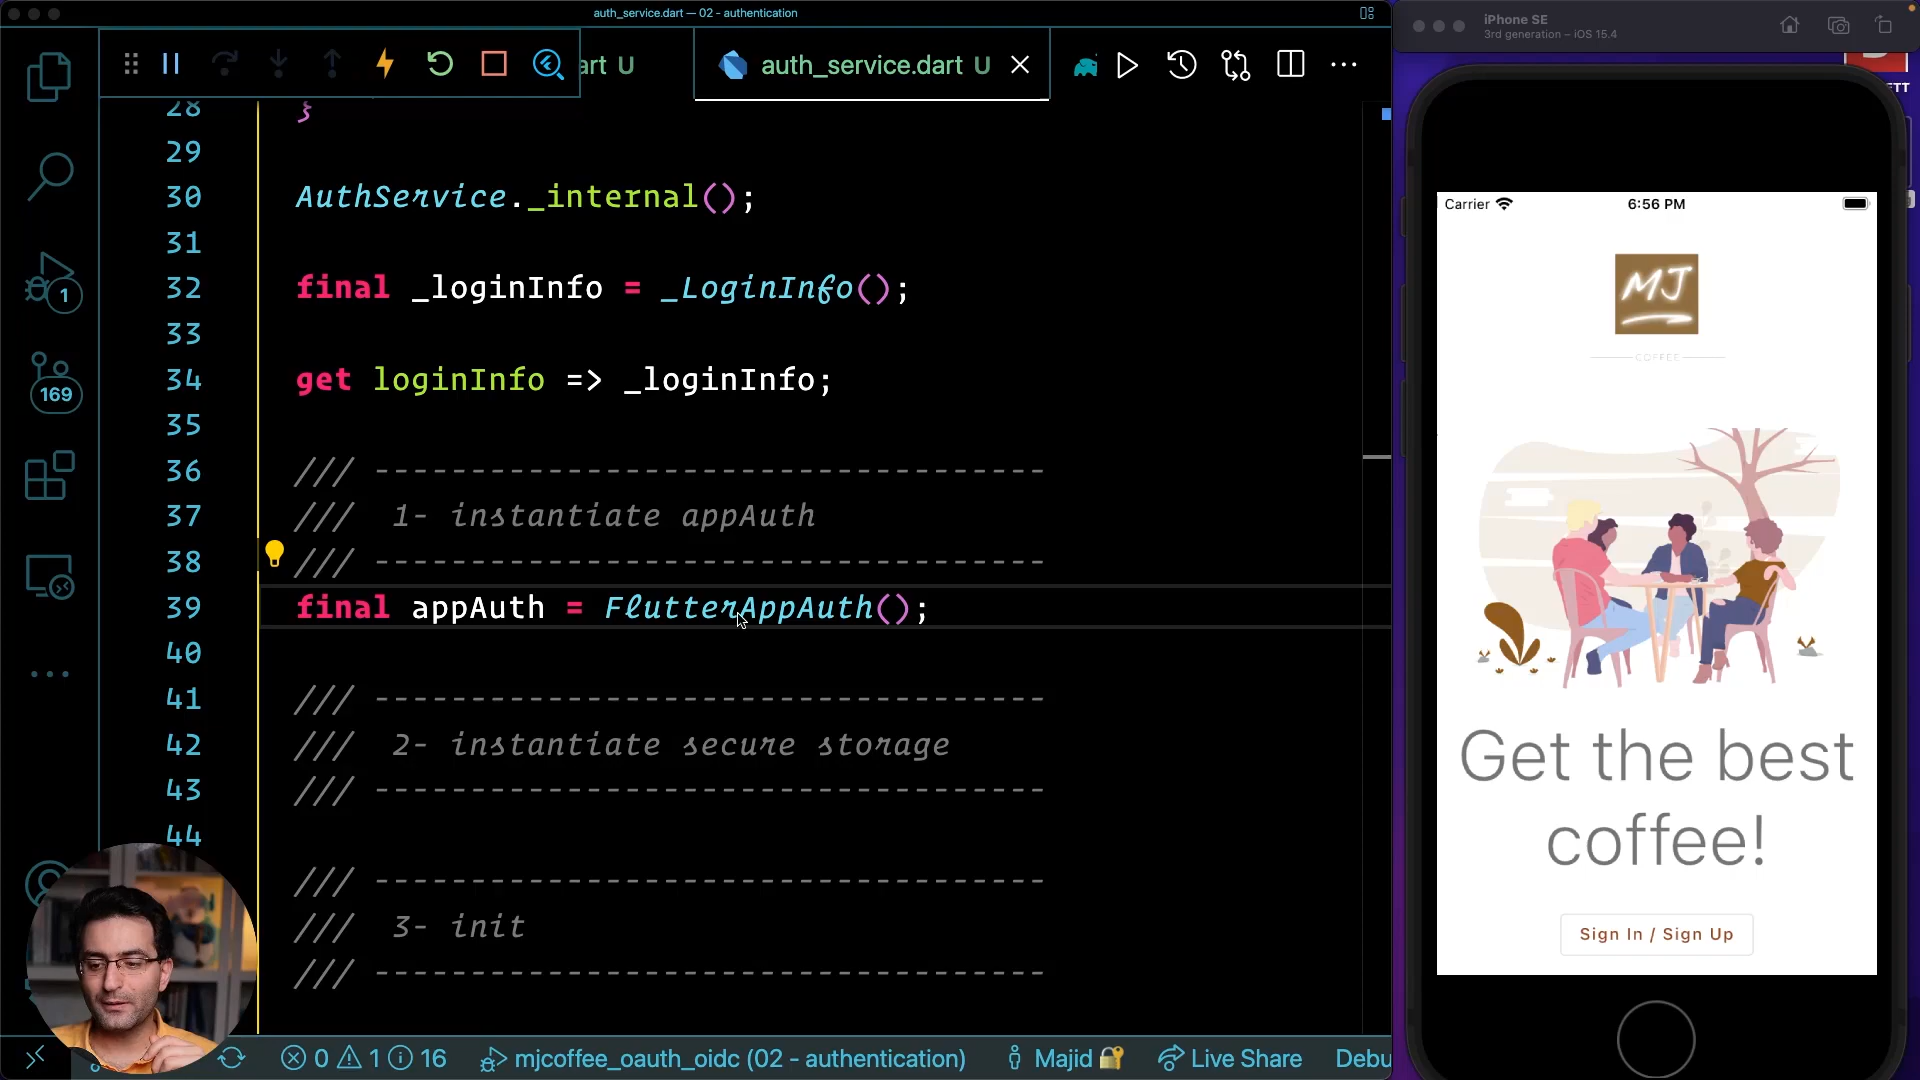 auth_service.dart — 02 - authentication
art U
auth_service.dart U
28 }
29
30 AuthService._internal();
31
32 final _loginInfo = _LoginInfo();
33
34 get loginInfo => _loginInfo;
35
36 /// -----------------------------------
37 /// 1- instantiate appAuth
38 /// -----------------------------------
39 final appAuth = FlutterAppAuth();
40
41 /// -----------------------------------
42 /// 2- instantiate secure storage
43 /// -----------------------------------
44
/// -----------------------------------
/// 3- init
/// -----------------------------------
1
169
0 1 16 mjcoffee_oauth_oidc (02 - authentication) Majid Live Share Debu
iPhone SE
3rd generation – iOS 15.4
ETT
Carrier 6:56 PM
MJ
COFFEE
Get the best
coffee!
Sign In / Sign Up